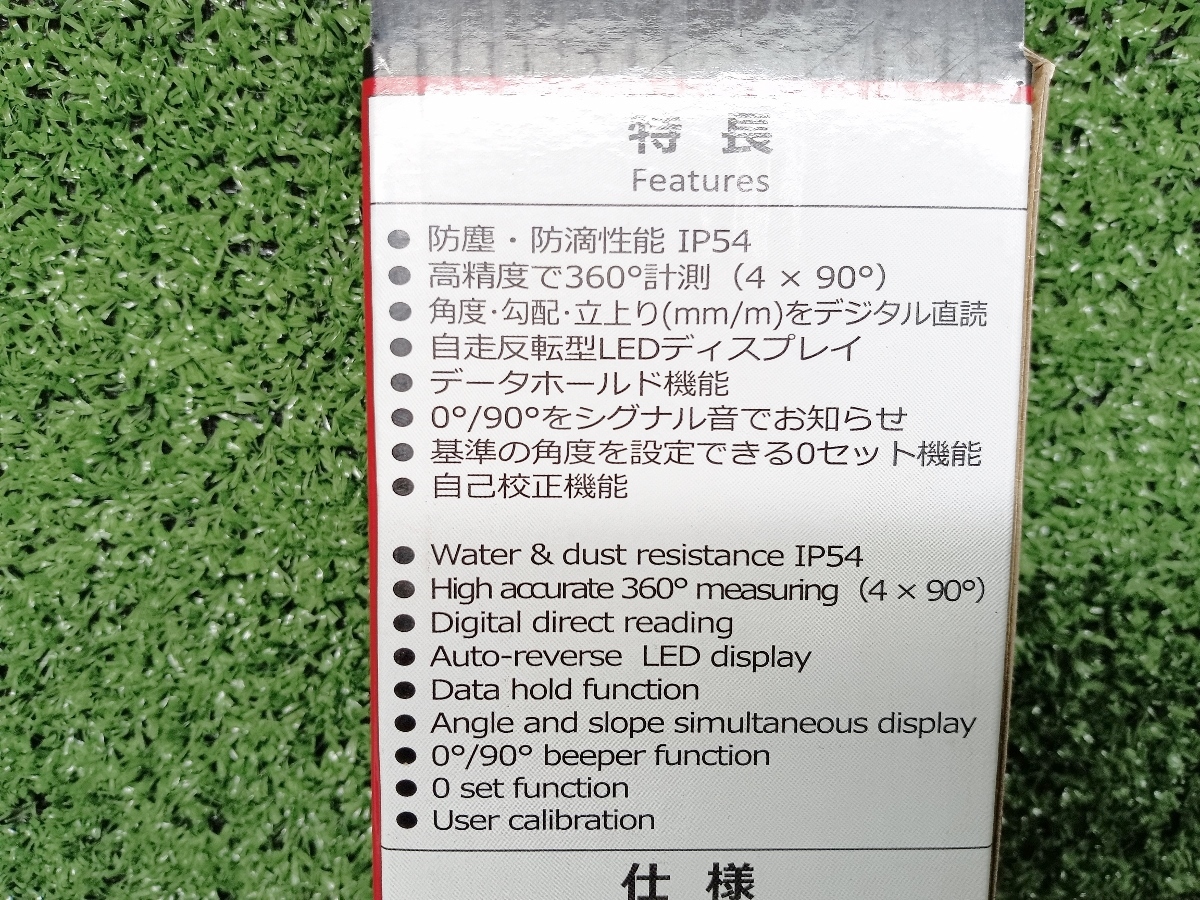 特 長
Features
● 防塵・防滴性能 IP54
● 高精度で360°計測（4 × 90°）
● 角度･勾配･立上り(mm/m)をデジタル直読
● 自走反転型LEDディスプレイ
● データホールド機能
● 0°/90°をシグナル音でお知らせ
● 基準の角度を設定できる0セット機能
● 自己校正機能
● Water & dust resistance IP54
● High accurate 360° measuring（4 × 90°）
● Digital direct reading
● Auto-reverse LED display
● Data hold function
● Angle and slope simultaneous display
● 0°/90° beeper function
● 0 set function
● User calibration
仕 様